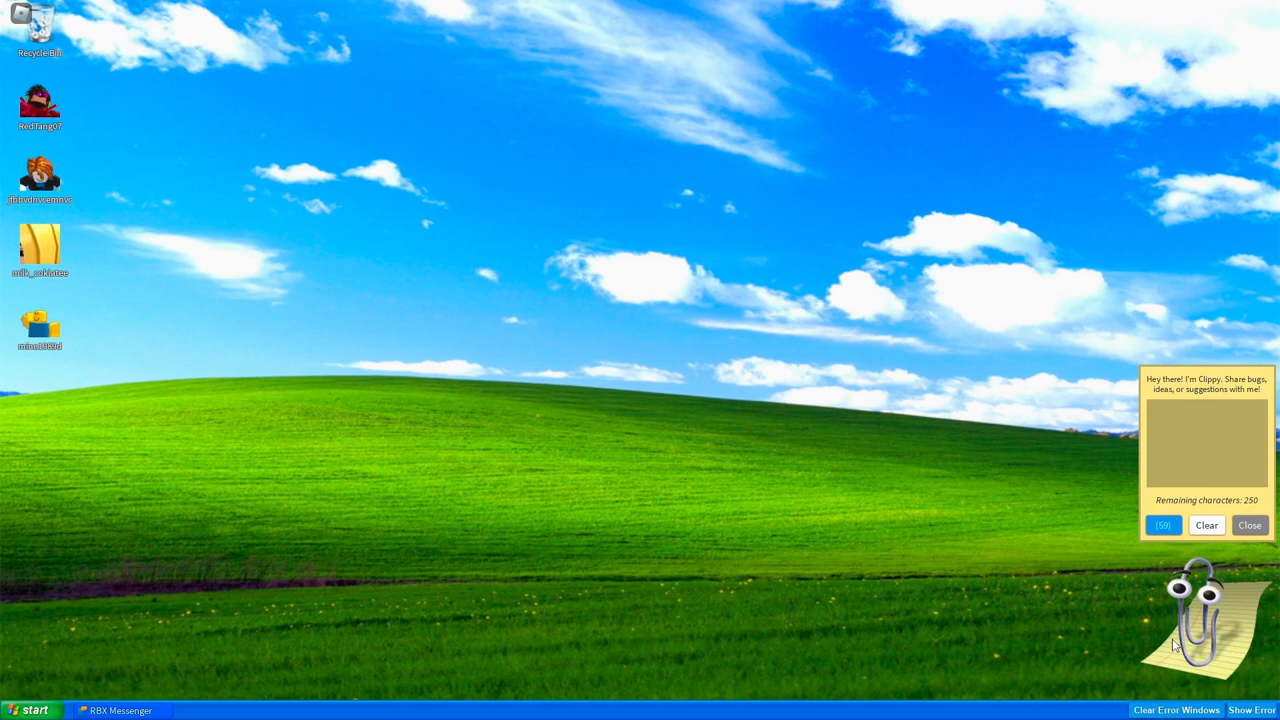 Recycle Bin
RedTang07
jfbbvdnvcemnvc
milk_coklatee
Hey there! I'm Clippy. Share bugs,
ideas, or suggestions with me!
Remaining characters: 250
(59)
Clear
Close
start
RBX Messenger
Clear Error Windows
Show Error